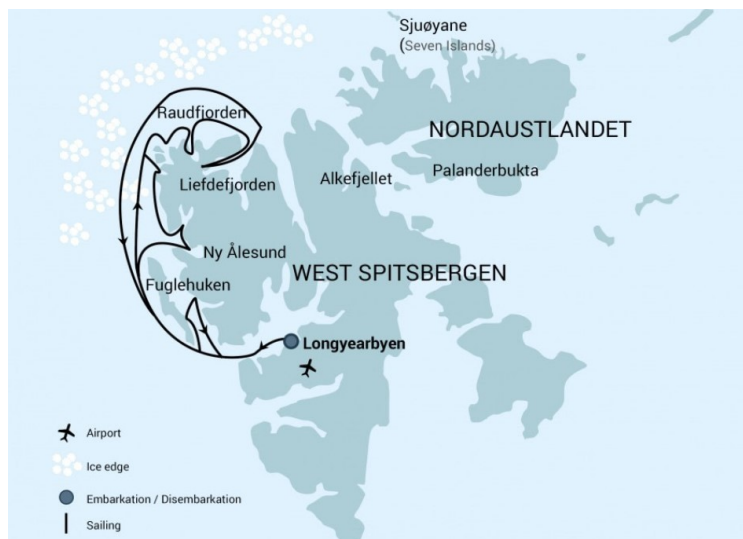 Sjuøyane
(Seven Islands)
Raudfjorden
NORDAUSTLANDET
Liefdefjorden
Alkefjellet
Palanderbukta
Ny Ålesund
WEST SPITSBERGEN
Fuglehuken
Longyearbyen
Airport
Ice edge
Embarkation / Disembarkation
Sailing